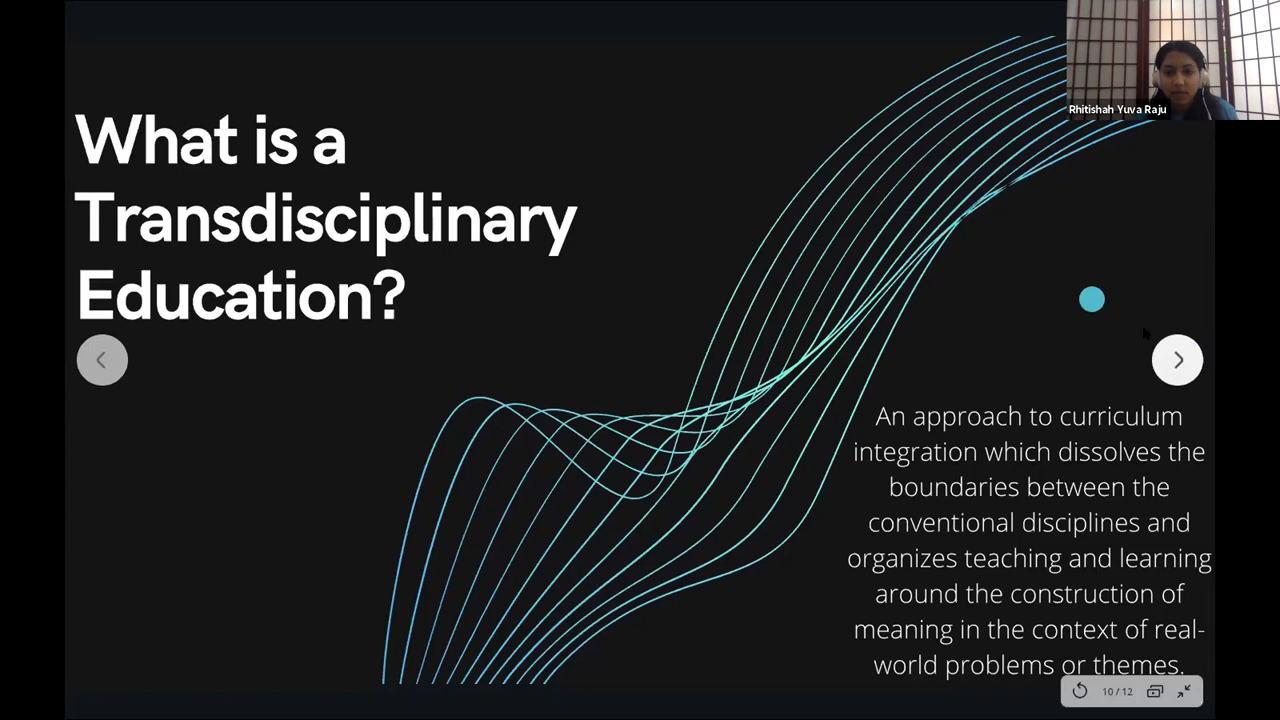 What is a
Transdisciplinary
Education?
Rhitishah Yuva Raju
An approach to curriculum
integration which dissolves the
boundaries between the
conventional disciplines and
organizes teaching and learning
around the construction of
meaning in the context of real-
world problems or themes.
10 / 12